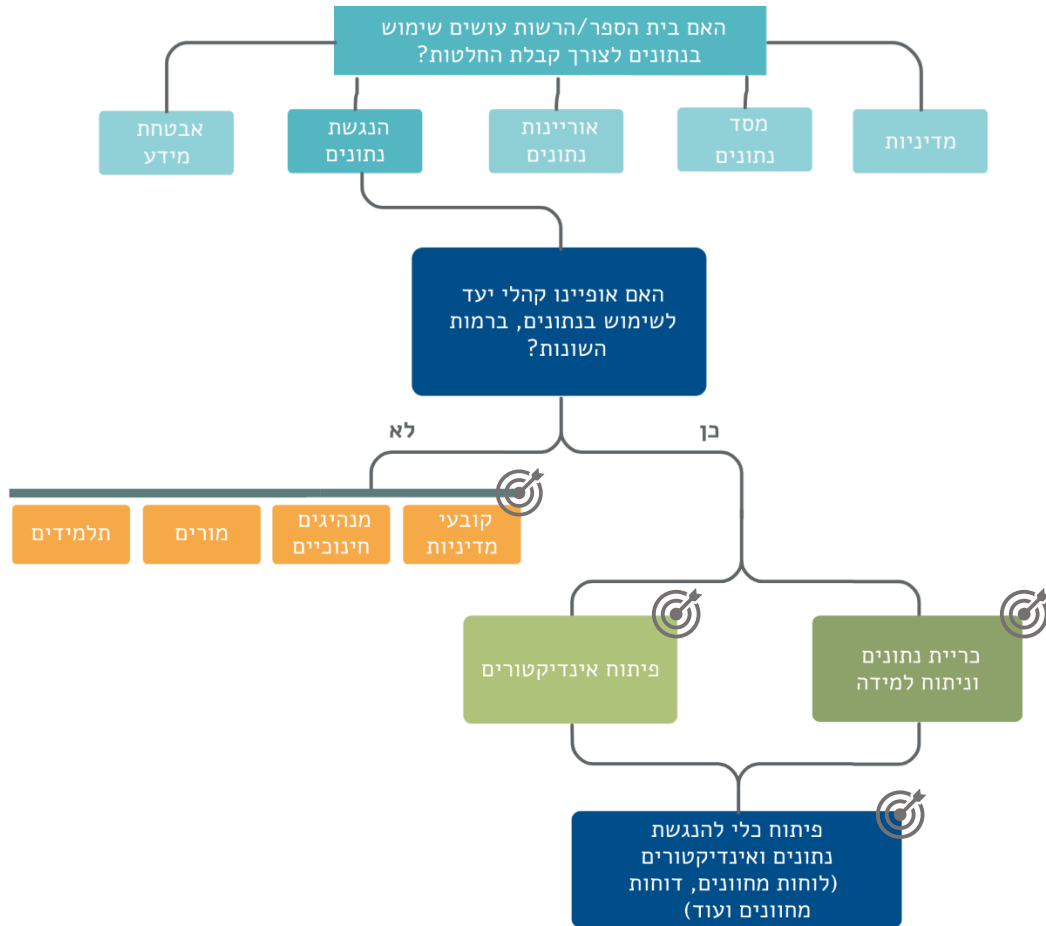 האם בית הספר/הרשות עושים שימוש
בנתונים לצורך קבלת החלטות?
מדיניות
מסד
נתונים
אוריינות
נתונים
הנגשת
נתונים
אבטחת
מידע
האם אופיינו קהלי יעד
לשימוש בנתונים, ברמות
השונות?
כן
לא
קובעי
מדיניות
מנהיגים
חינוכיים
מורים
תלמידים
כריית נתונים
וניתוח למידה
פיתוח אינדיקטורים
פיתוח כלי להנגשת
נתונים ואינדיקטורים
(לוחות מחוונים, דוחות
מחוונים ועוד)